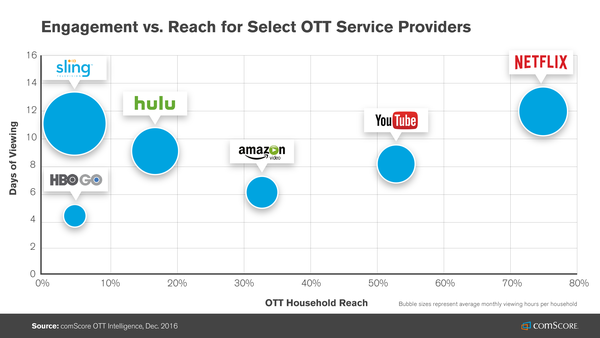 Engagement vs. Reach for Select OTT Service Providers
16
14
12
10
8
6
4
2
0
Days of Viewing
sling
TELEVISION
hulu
amazon
video
YouTube
NETFLIX
HBO GO
0%
10%
20%
30%
40%
50%
60%
70%
80%
OTT Household Reach
Bubble sizes represent average monthly viewing hours per household
Source: comScore OTT Intelligence, Dec. 2016
comScore